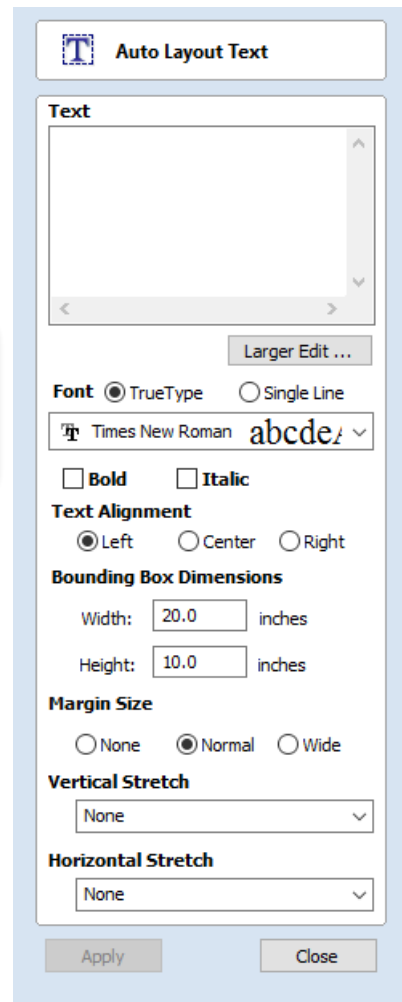 Auto Layout Text
Text
Larger Edit ...
Font TrueType Single Line
Times New Roman abcde
Bold Italic
Text Alignment
Left Center Right
Bounding Box Dimensions
Width: 20.0 inches
Height: 10.0 inches
Margin Size
None Normal Wide
Vertical Stretch
None
Horizontal Stretch
None
Apply Close